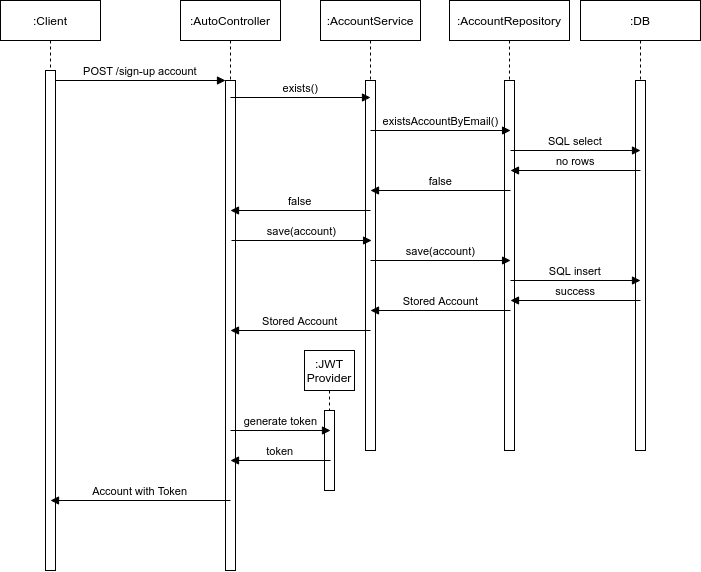 :Client
:AutoController
:AccountService
:AccountRepository
:DB
POST /sign-up account
exists()
existsAccountByEmail()
SQL select
no rows
false
false
save(account)
save(account)
SQL insert
success
Stored Account
Stored Account
:JWT
Provider
generate token
token
Account with Token